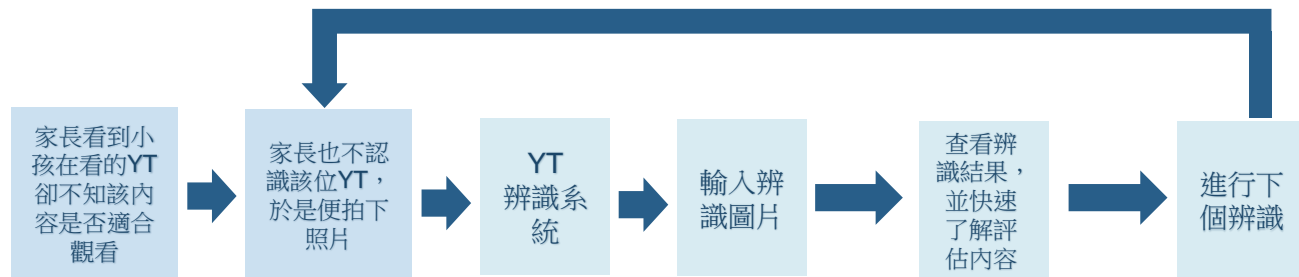 家長看到小
孩在看的YT
卻不知該內
容是否適合
觀看
家長也不認
識該位YT，
於是便拍下
照片
YT
辨識系
統
輸入辨
識圖片
查看辨
識結果，
並快速
了解評
估內容
進行下
個辨識